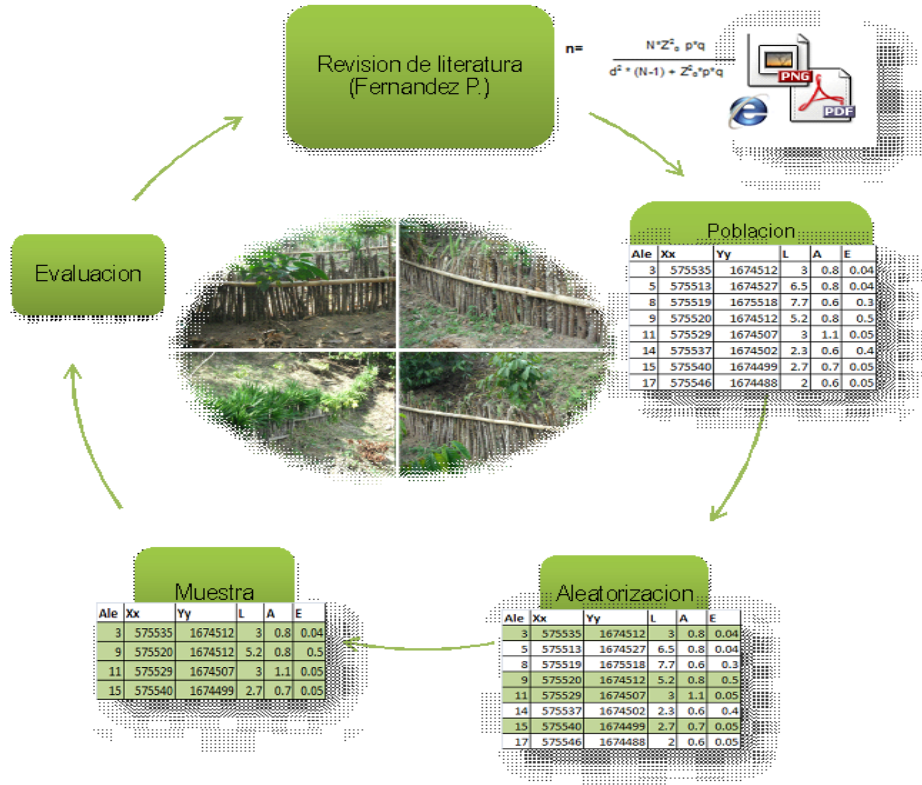 Revision de literatura
(Fernandez P.)
n=
N*Z²α p*q
d² * (N-1) + Z²α*p*q
PNG
PDF
Poblacion
Ale Xx Yy L A E
3 575535 1674512 3 0.8 0.04
5 575513 1674527 6.5 0.8 0.04
8 575519 1675518 7.7 0.6 0.3
9 575520 1674512 5.2 0.8 0.5
11 575529 1674507 3 1.1 0.05
14 575537 1674502 2.3 0.6 0.4
15 575540 1674499 2.7 0.7 0.05
17 575546 1674488 2 0.6 0.05
Aleatorizacion
Ale Xx Yy L A E
3 575535 1674512 3 0.8 0.04
5 575513 1674527 6.5 0.8 0.04
8 575519 1675518 7.7 0.6 0.3
9 575520 1674512 5.2 0.8 0.5
11 575529 1674507 3 1.1 0.05
14 575537 1674502 2.3 0.6 0.4
15 575540 1674499 2.7 0.7 0.05
17 575546 1674488 2 0.6 0.05
Muestra
Ale Xx Yy L A E
3 575535 1674512 3 0.8 0.04
9 575520 1674512 5.2 0.8 0.5
11 575529 1674507 3 1.1 0.05
15 575540 1674499 2.7 0.7 0.05
Evaluacion